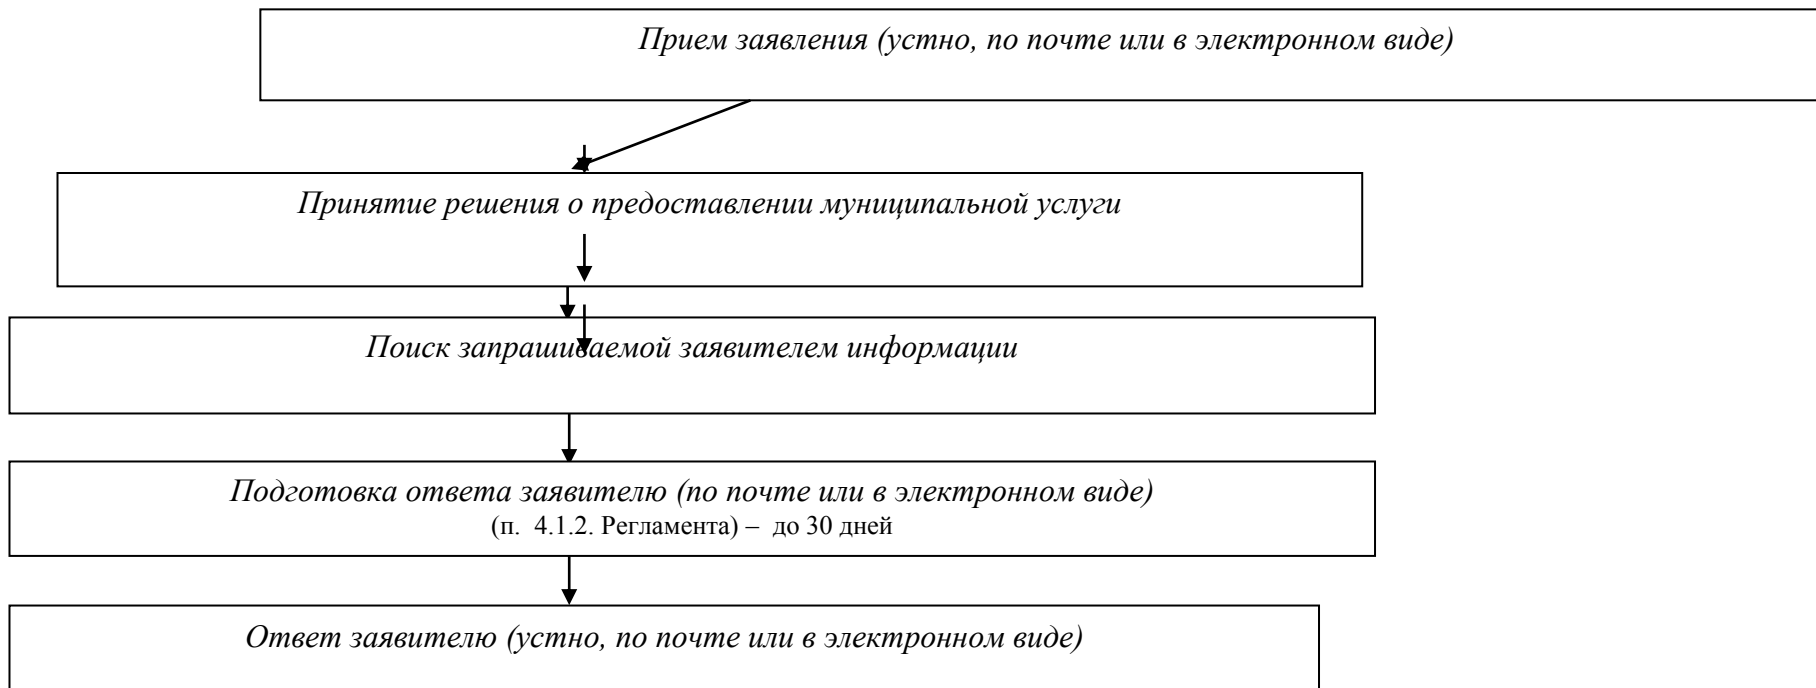 Прием заявления (устно, по почте или в электронном виде)
Принятие решения о предоставлении муниципальной услуги
Поиск запрашиваемой заявителем информации
Подготовка ответа заявителю (по почте или в электронном виде)
(п. 4.1.2. Регламента) – до 30 дней
Ответ заявителю (устно, по почте или в электронном виде)